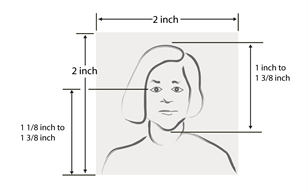 2 inch
2 inch
1 inch to
1 3/8 inch
1 1/8 inch to
1 3/8 inch